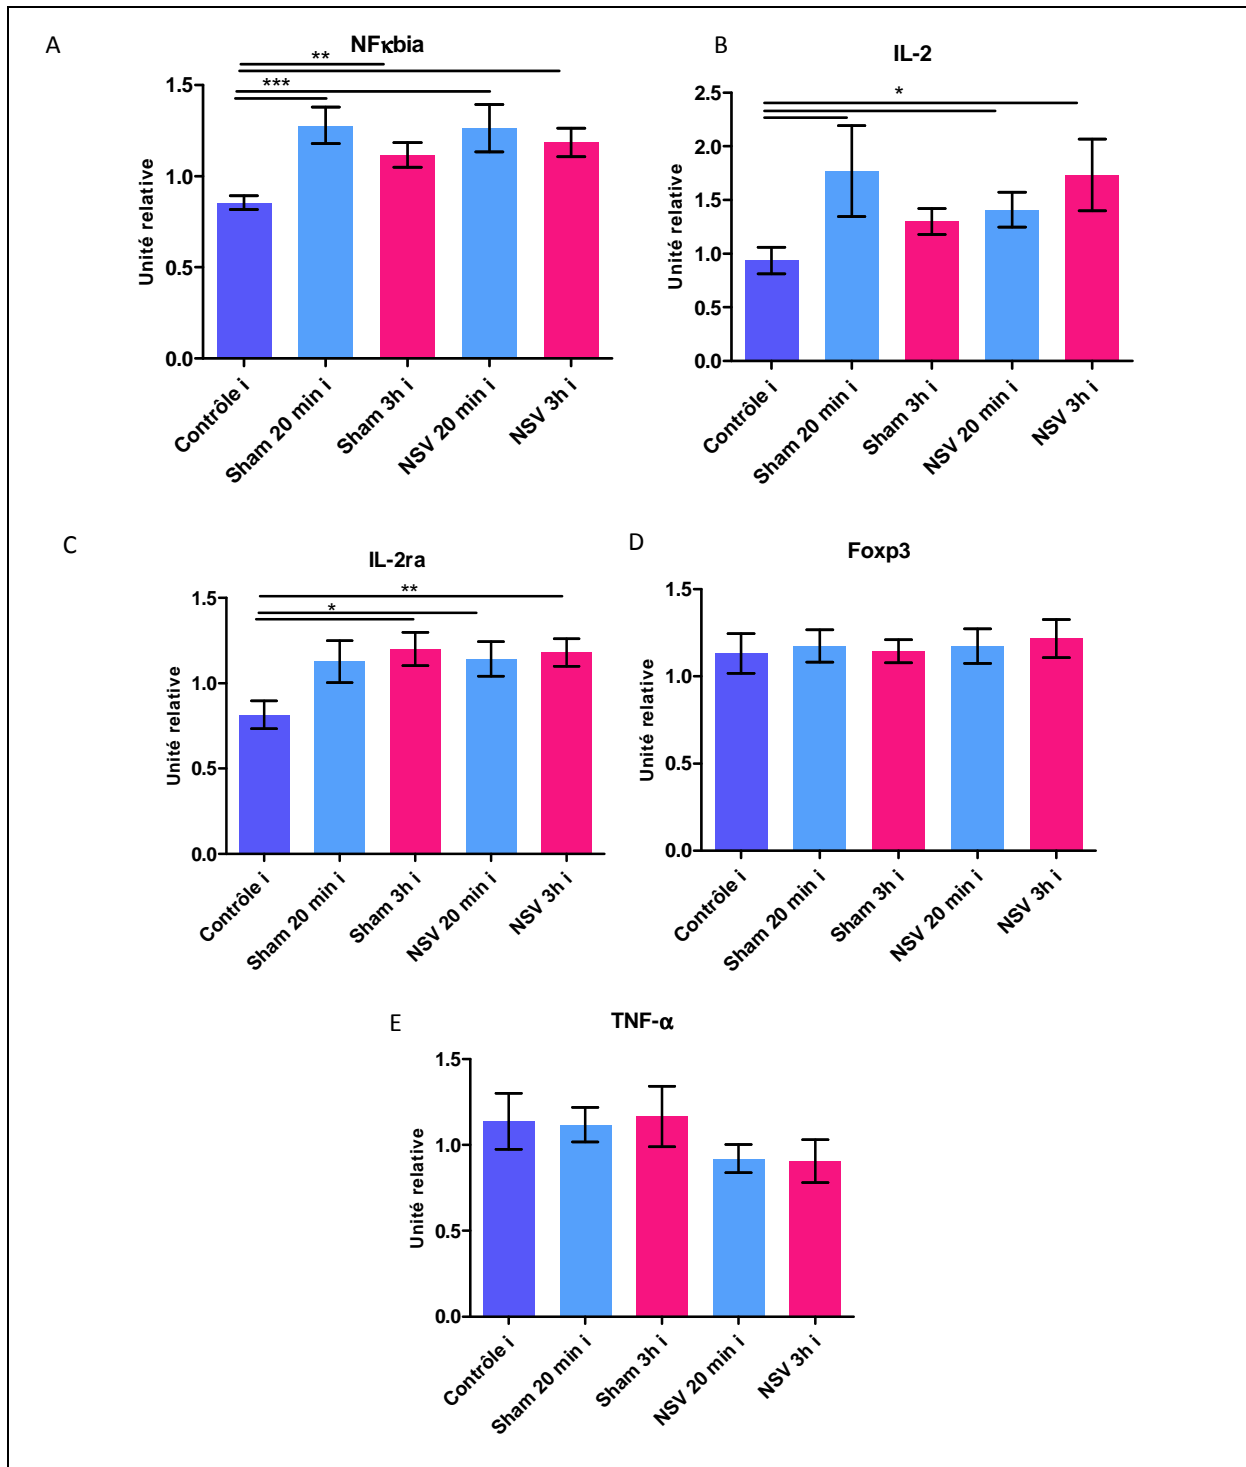 A
NFκbia
**
***
1.5
1.0
0.5
0.0
Unité relative
Contrôle i
Sham 20 min i
Sham 3h i
NSV 20 min i
NSV 3h i
B
IL-2
*
2.5
2.0
1.5
1.0
0.5
0.0
Unité relative
Contrôle i
Sham 20 min i
Sham 3h i
NSV 20 min i
NSV 3h i
C
IL-2ra
**
*
1.5
1.0
0.5
0.0
Unité relative
Contrôle i
Sham 20 min i
Sham 3h i
NSV 20 min i
NSV 3h i
D
Foxp3
1.5
1.0
0.5
0.0
Unité relative
Contrôle i
Sham 20 min i
Sham 3h i
NSV 20 min i
NSV 3h i
E
TNF-α
1.5
1.0
0.5
0.0
Unité relative
Contrôle i
Sham 20 min i
Sham 3h i
NSV 20 min i
NSV 3h i